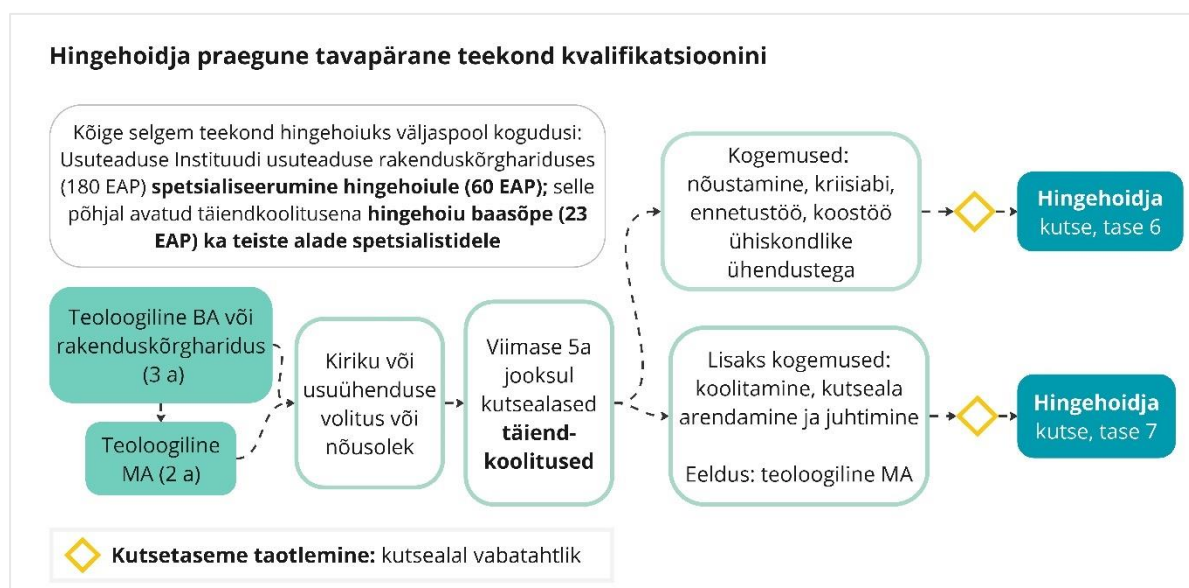 Hingehoidja praegune tavapärane teekond kvalifikatsioonini
Kõige selgem teekond hingehoiuks väljaspool kogudusi:
Usuteaduse Instituudi usuteaduse rakenduskõrghariduses
(180 EAP) spetsialiseerumine hingehoiule (60 EAP); selle
põhjal avatud täiendkoolitusena hingehoiu baasõpe (23
EAP) ka teiste alade spetsialistidele
Teoloogiline BA või
rakenduskõrgharidus
(3 a)
Teoloogiline
MA (2 a)
Kiriku või
usuühenduse
volitus või
nõusolek
Viimase 5a
jooksul
kutsealased
täiend-
koolitused
Kogemused:
nõustamine, kriisiabi,
ennetustöö, koostöö
ühiskondlike
ühendustega
Hingehoidja
kutse, tase 6
Lisaks kogemused:
koolitamine, kutseala
arendamine ja juhtimine
Eeldus: teoloogiline MA
Hingehoidja
kutse, tase 7
Kutsetaseme taotlemine: kutsealal vabatahtlik